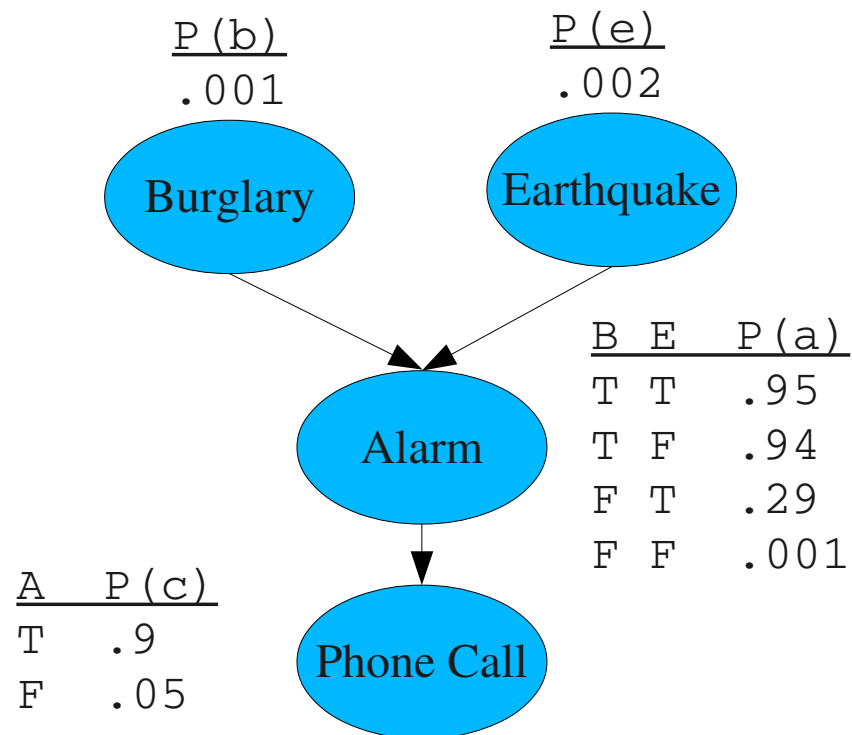 P(b)
.001
P(e)
.002
Burglary
Earthquake
B E P(a)
T T .95
T F .94
F T .29
F F .001
Alarm
A P(c)
T .9
F .05
Phone Call